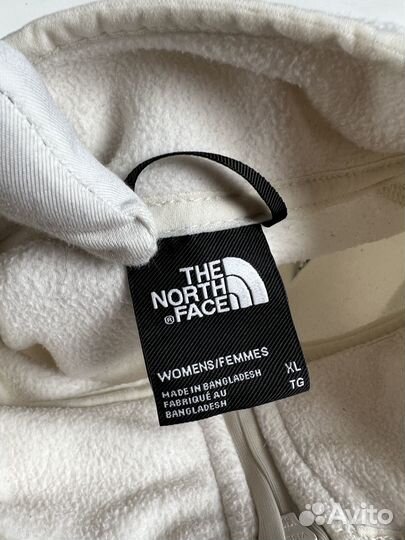 THE
NORTH
FACE
®
WOMENS/FEMMES
XL
TG
MADE IN BANGLADESH
FABRIQUÉ AU
BANGLADESH
Avito